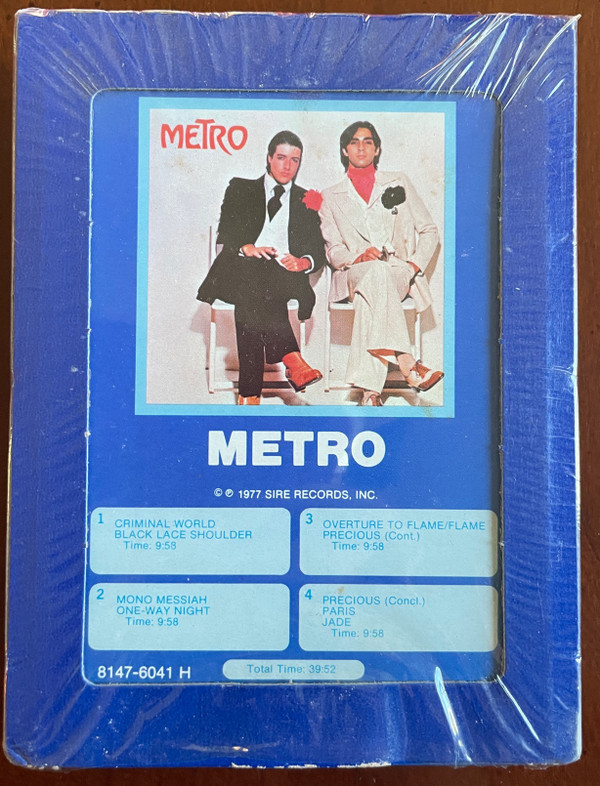 METRO
METRO
© ℗ 1977 SIRE RECORDS, INC.
1 CRIMINAL WORLD
BLACK LACE SHOULDER
Time: 9:58
2 MONO MESSIAH
ONE-WAY NIGHT
Time: 9:58
3 OVERTURE TO FLAME/FLAME
PRECIOUS (Cont.)
Time: 9:58
4 PRECIOUS (Concl.)
PARIS
JADE
Time: 9:58
8147-6041 H
Total Time: 39:52